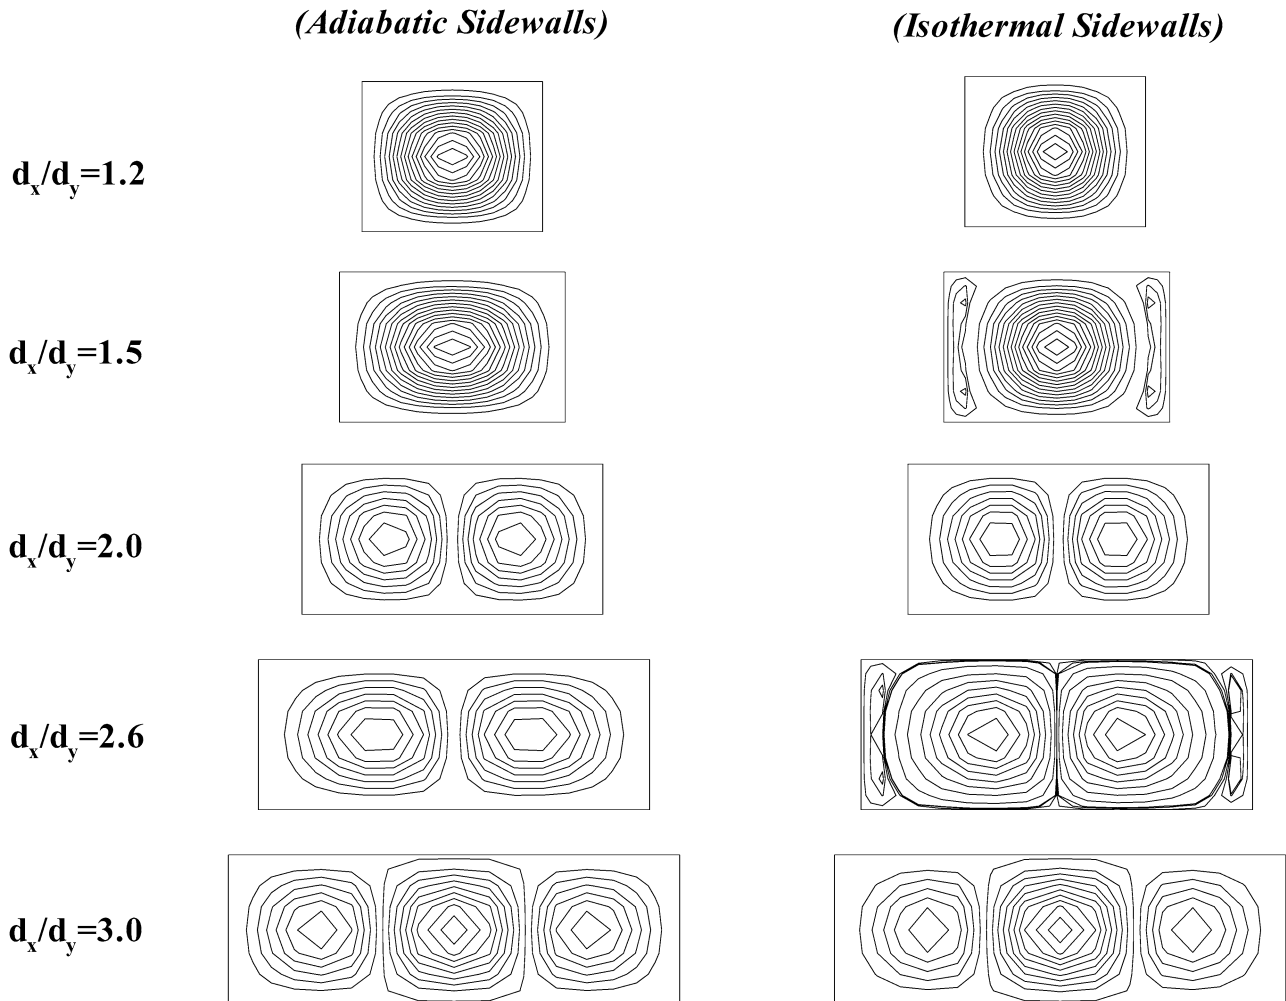 (Adiabatic Sidewalls) (Isothermal Sidewalls)
dx/dy=1.2
dx/dy=1.5
dx/dy=2.0
dx/dy=2.6
dx/dy=3.0